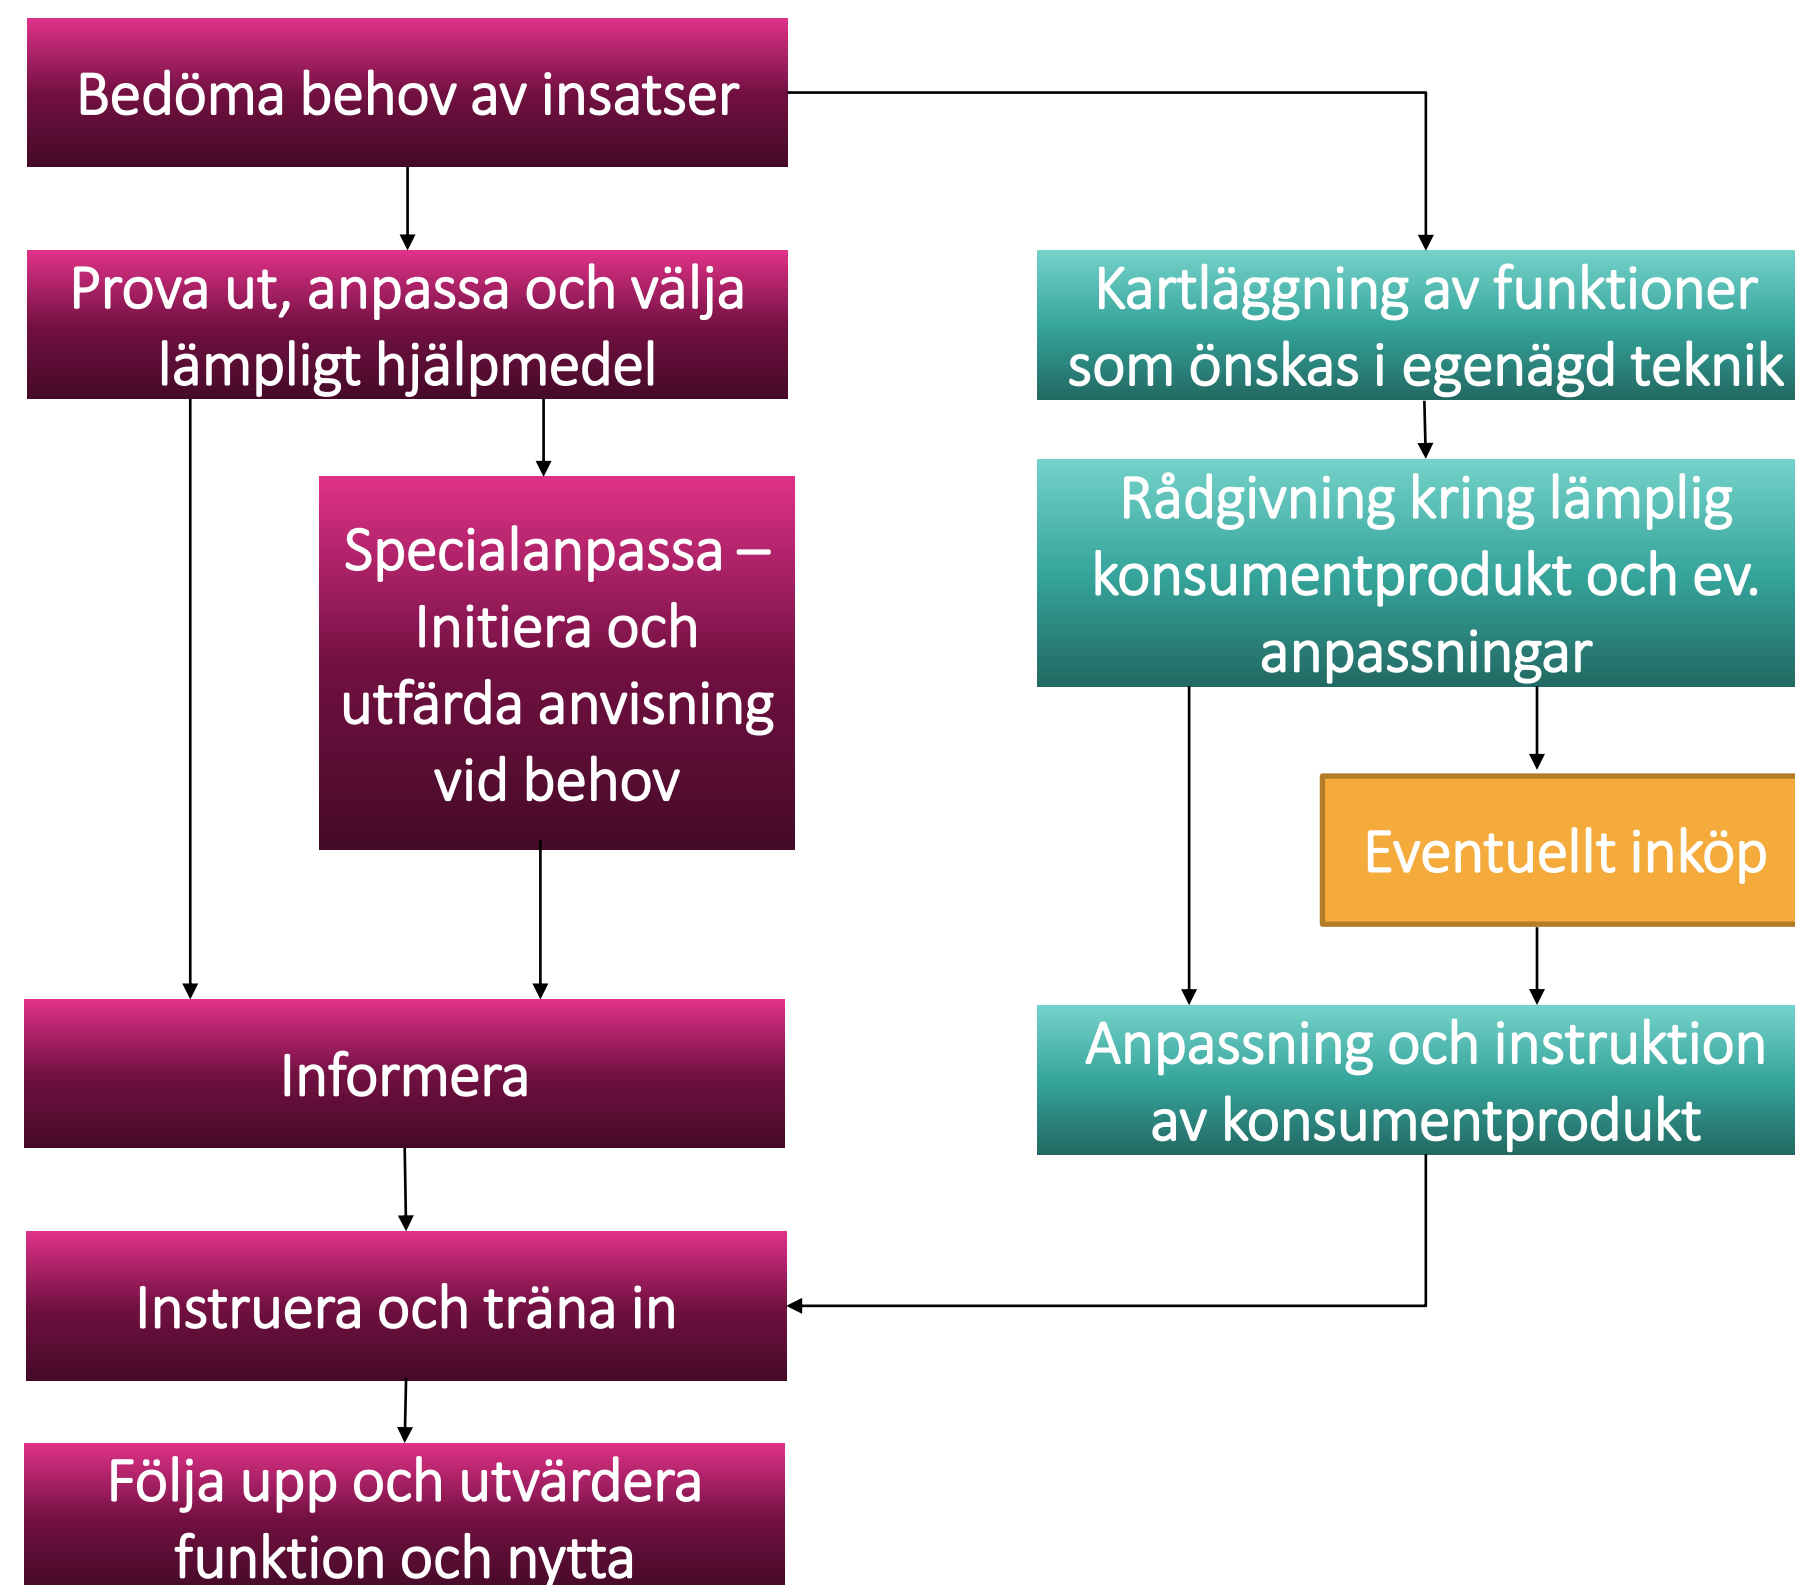 Bedöma behov av insatser
Prova ut, anpassa och välja
lämpligt hjälpmedel
Specialanpassa –
Initiera och
utfärda anvisning
vid behov
Informera
Instruera och träna in
Följa upp och utvärdera
funktion och nytta
Kartläggning av funktioner
som önskas i egenägd teknik
Rådgivning kring lämplig
konsumentprodukt och ev.
anpassningar
Eventuellt inköp
Anpassning och instruktion
av konsumentprodukt